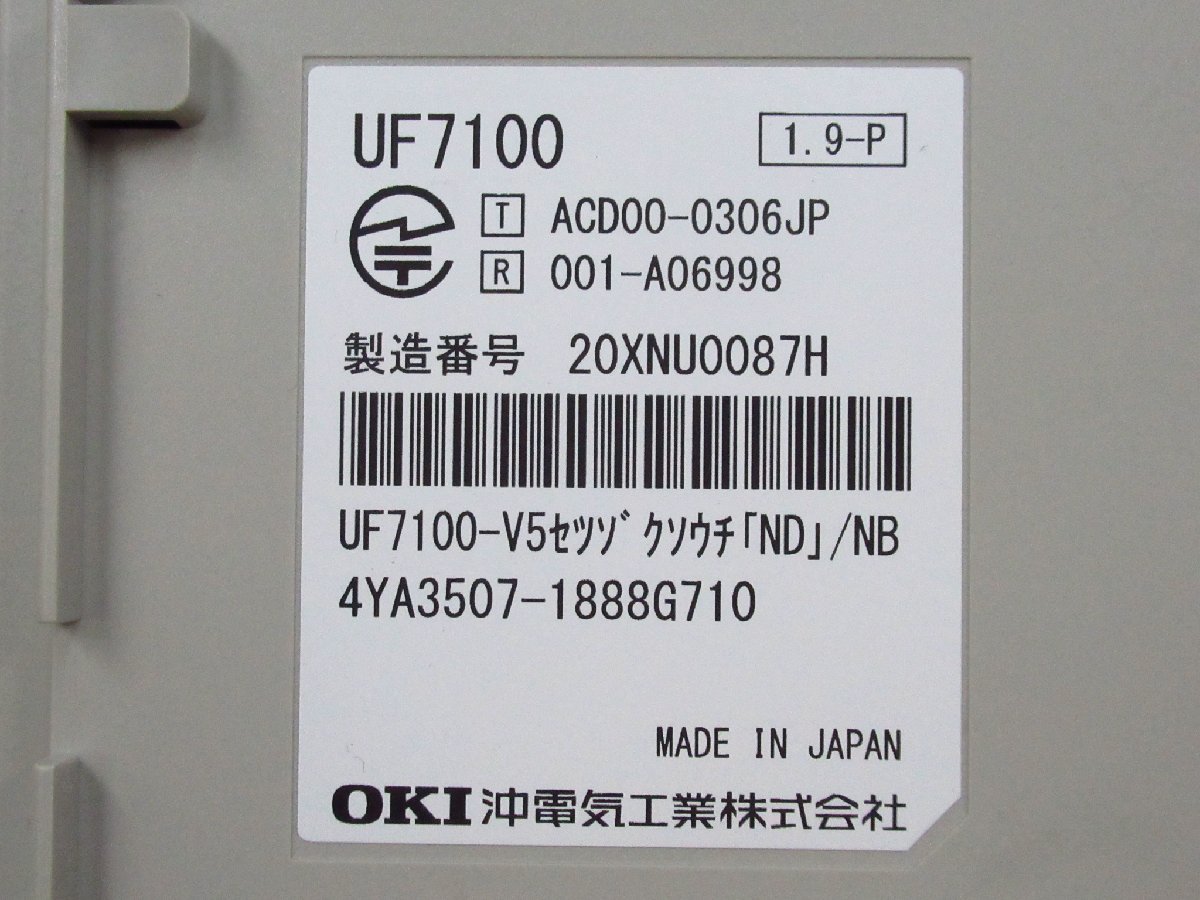 UF7100
1.9-P
T ACD00-0306JP
R 001-A06998
製造番号 20XNU0087H
UF7100-V5ｾﾂｿﾞｸｿｳﾁ｢ND｣/NB
4YA3507-1888G710
MADE IN JAPAN
OKI 沖電気工業株式会社